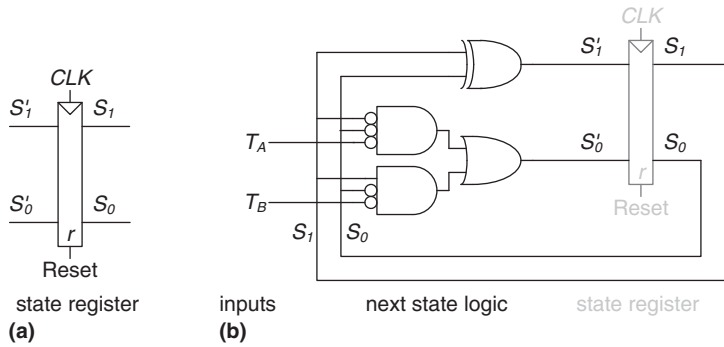 CLK
S'1 S1
S'0 S0
r
Reset
state register
(a)
CLK
S'1 S1
TA
S'0 S0
r
TB
Reset
S1 S0
inputs next state logic state register
(b)